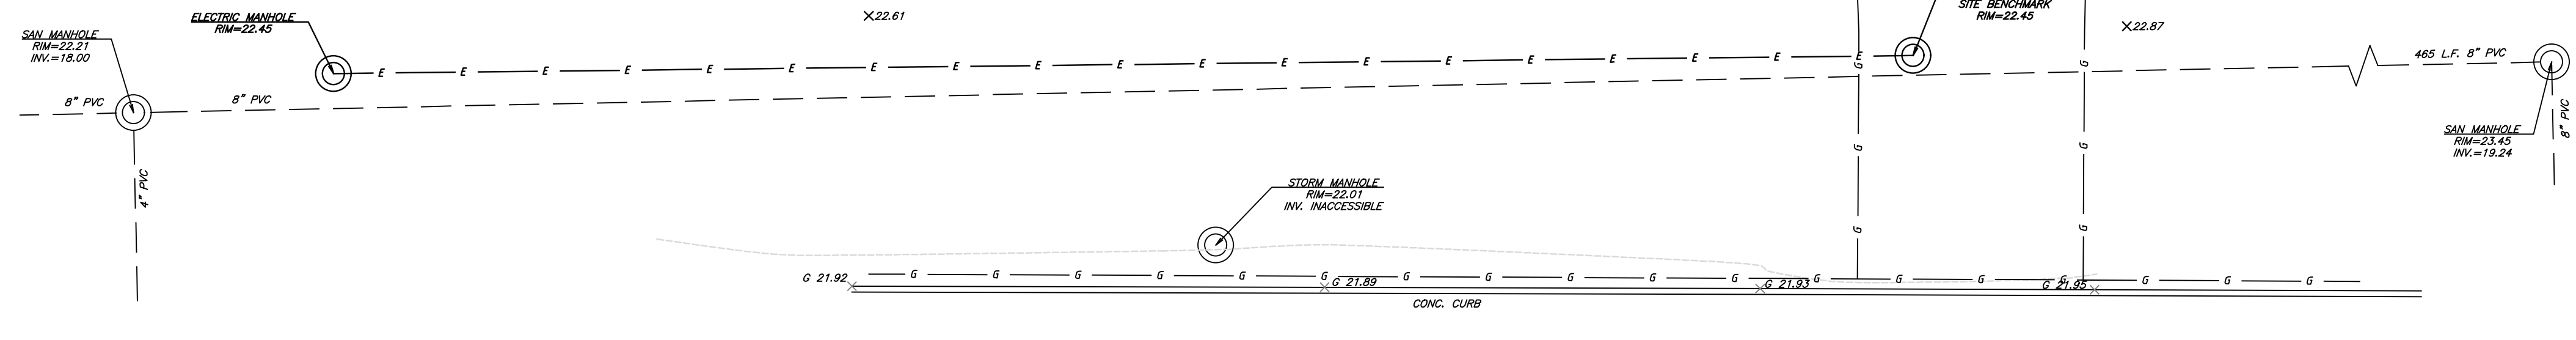 ELECTRIC MANHOLE
RIM=22.45
22.61
SITE BENCHMARK
RIM=22.45
22.87
SAN MANHOLE
RIM=22.21
INV.=18.00
E E E E E E E E E E E E E E E E E E E
G
G
465 L.F. 8" PVC
8" PVC
8" PVC
8" PVC
SAN MANHOLE
RIM=23.45
INV.=19.24
G
G
4" PVC
STORM MANHOLE
RIM=22.01
INV. INACCESSIBLE
G
G
G 21.92
G G G G G G G G G G G G G G G G G G
G 21.89
G 21.93
G 21.95
CONC. CURB